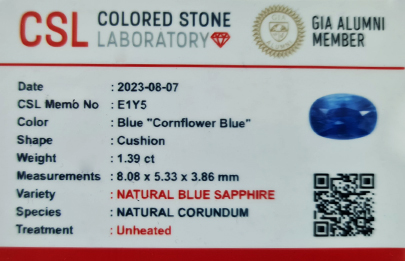 CSL COLORED STONE LABORATORY
GIA ALUMNI MEMBER
Date : 2023-08-07
CSL Memo No : E1Y5
Color : Blue "Cornflower Blue"
Shape : Cushion
Weight : 1.39 ct
Measurements : 8.08 x 5.33 x 3.86 mm
Variety : NATURAL BLUE SAPPHIRE
Species : NATURAL CORUNDUM
Treatment : Unheated